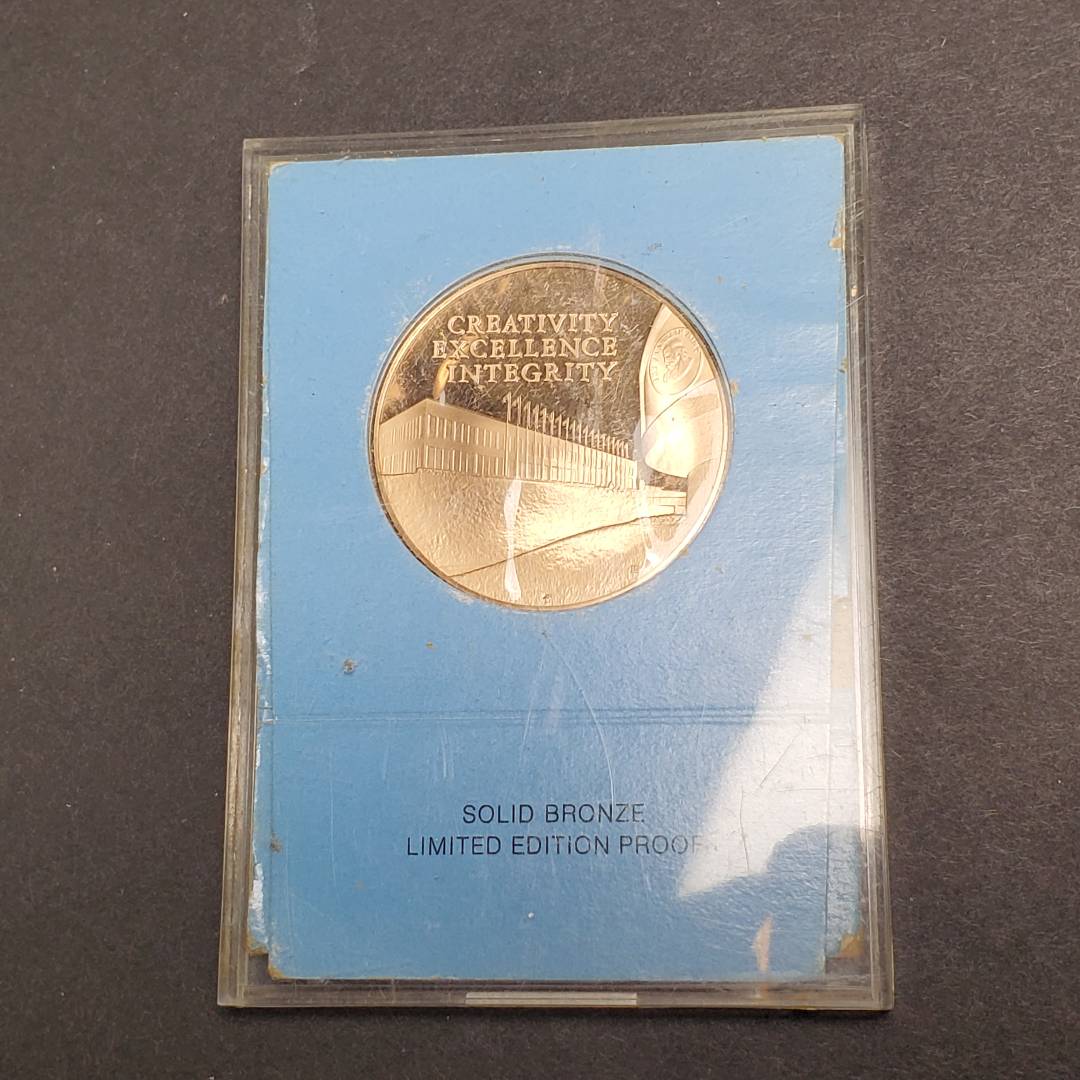 CREATIVITY
EXCELLENCE
INTEGRITY
SOLID BRONZE
LIMITED EDITION PROOF